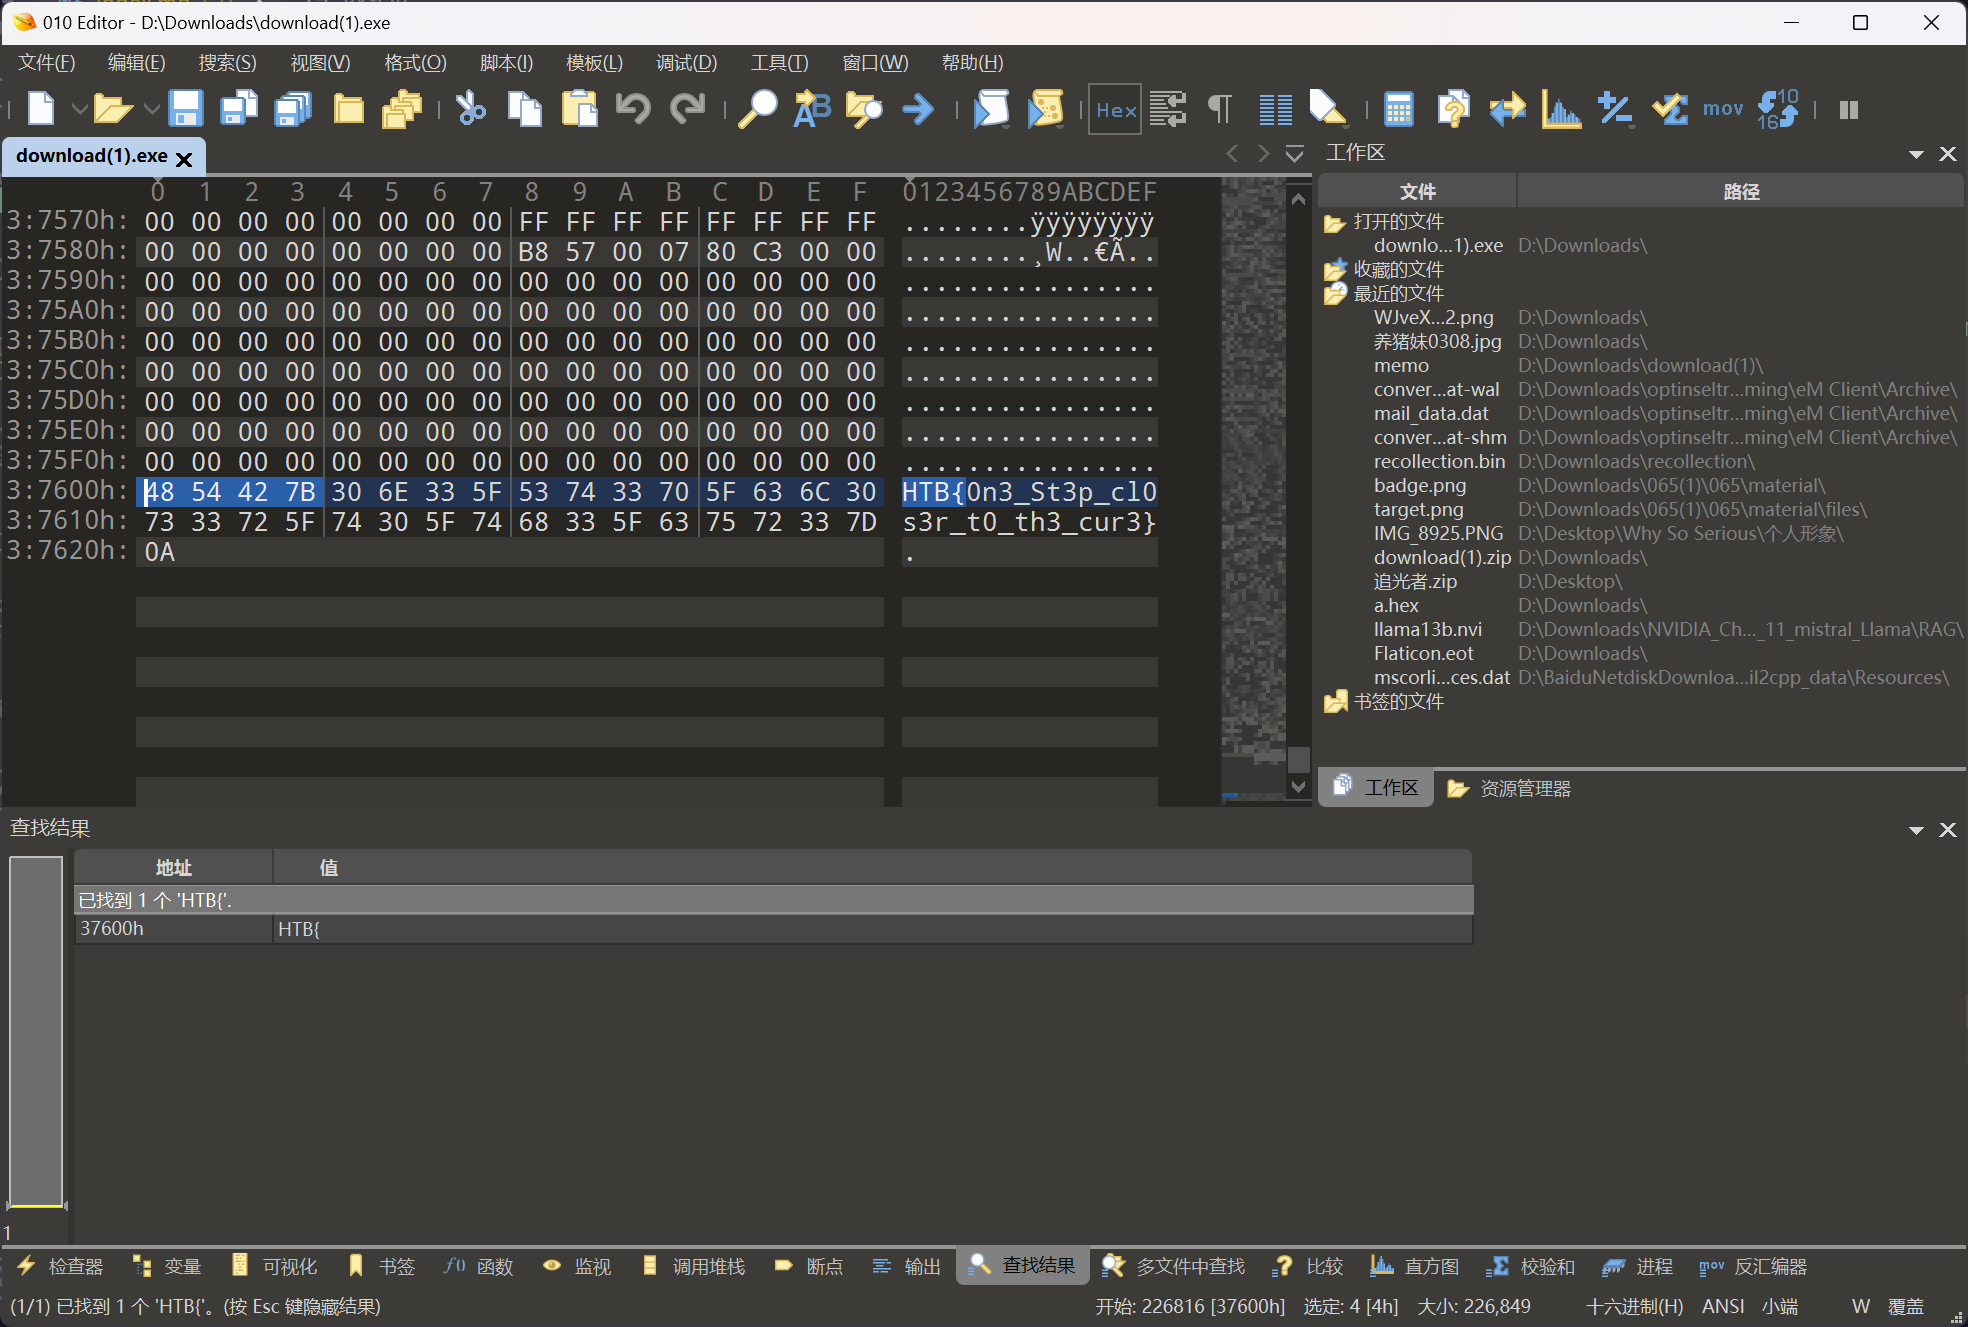 010 Editor - D:\Downloads\download(1).exe
文件(F) 编辑(E) 搜索(S) 视图(V) 格式(O) 脚本(I) 模板(L) 调试(D) 工具(T) 窗口(W) 帮助(H)
Hex mov 10 16
download(1).exe
0 1 2 3 4 5 6 7 8 9 A B C D E F 0123456789ABCDEF
3:7570h: 00 00 00 00 00 00 00 00 FF FF FF FF FF FF FF FF ........ÿÿÿÿÿÿÿÿ
3:7580h: 00 00 00 00 00 00 00 00 B8 57 00 07 80 C3 00 00 ........¸W..€Ã..
3:7590h: 00 00 00 00 00 00 00 00 00 00 00 00 00 00 00 00 ................
3:75A0h: 00 00 00 00 00 00 00 00 00 00 00 00 00 00 00 00 ................
3:75B0h: 00 00 00 00 00 00 00 00 00 00 00 00 00 00 00 00 ................
3:75C0h: 00 00 00 00 00 00 00 00 00 00 00 00 00 00 00 00 ................
3:75D0h: 00 00 00 00 00 00 00 00 00 00 00 00 00 00 00 00 ................
3:75E0h: 00 00 00 00 00 00 00 00 00 00 00 00 00 00 00 00 ................
3:75F0h: 00 00 00 00 00 00 00 00 00 00 00 00 00 00 00 00 ................
3:7600h: 48 54 42 7B 30 6E 33 5F 53 74 33 70 5F 63 6C 30 HTB{0n3_St3p_cl0
3:7610h: 73 33 72 5F 74 30 5F 74 68 33 5F 63 75 72 33 7D s3r_t0_th3_cur3}
3:7620h: 0A .
工作区
文件 路径
打开的文件
downlo...1).exe D:\Downloads\
收藏的文件
最近的文件
WJveX...2.png D:\Downloads\
养猪妹0308.jpg D:\Downloads\
memo D:\Downloads\download(1)\
conver...at-wal D:\Downloads\optinseltr...ming\eM Client\Archive\
mail_data.dat D:\Downloads\optinseltr...ming\eM Client\Archive\
conver...at-shm D:\Downloads\optinseltr...ming\eM Client\Archive\
recollection.bin D:\Downloads\recollection\
badge.png D:\Downloads\065(1)\065\material\
target.png D:\Downloads\065(1)\065\material\files\
IMG_8925.PNG D:\Desktop\Why So Serious\个人形象\
download(1).zip D:\Downloads\
追光者.zip D:\Desktop\
a.hex D:\Downloads\
llama13b.nvi D:\Downloads\NVIDIA_Ch..._11_mistral_Llama\RAG\
Flaticon.eot D:\Downloads\
mscorli...ces.dat D:\BaiduNetdiskDownloa...il2cpp_data\Resources\
书签的文件
工作区 资源管理器
查找结果
地址 值
已找到 1 个 'HTB{'.
37600h HTB{
1
检查器 变量 可视化 书签 函数 监视 调用堆栈 断点 输出 查找结果 多文件中查找 比较 直方图 校验和 进程 mov 反汇编器
(1/1) 已找到 1 个 'HTB{'。(按 Esc 键隐藏结果) 开始: 226816 [37600h] 选定: 4 [4h] 大小: 226,849 十六进制(H) ANSI 小端 W 覆盖